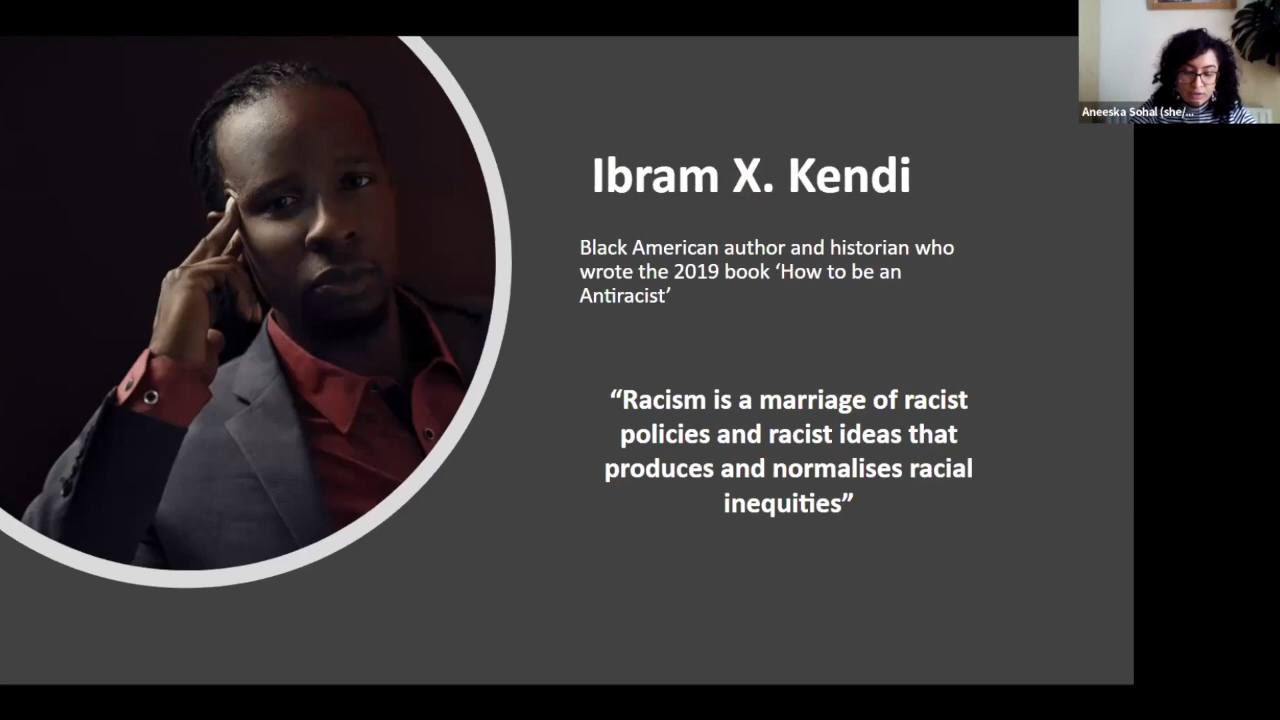 Ibram X. Kendi
Black American author and historian who
wrote the 2019 book ‘How to be an
Antiracist’
“Racism is a marriage of racist
policies and racist ideas that
produces and normalises racial
inequities”
Aneeska Sohal (she/...